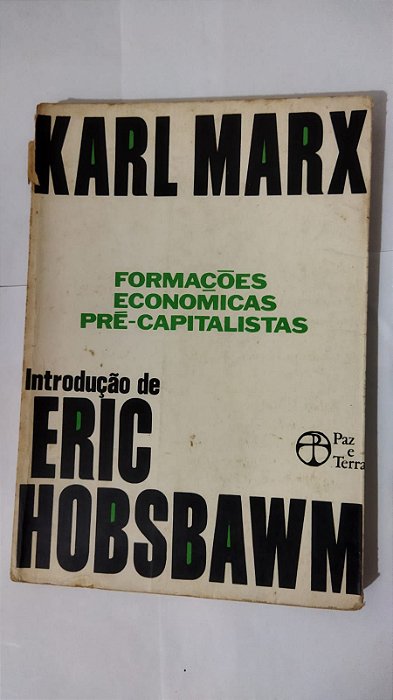 KARL MARX
FORMAÇÕES
ECONÔMICAS
PRÉ-CAPITALISTAS
Introdução de
ERIC
HOBSBAWM
Paz
e
Terra